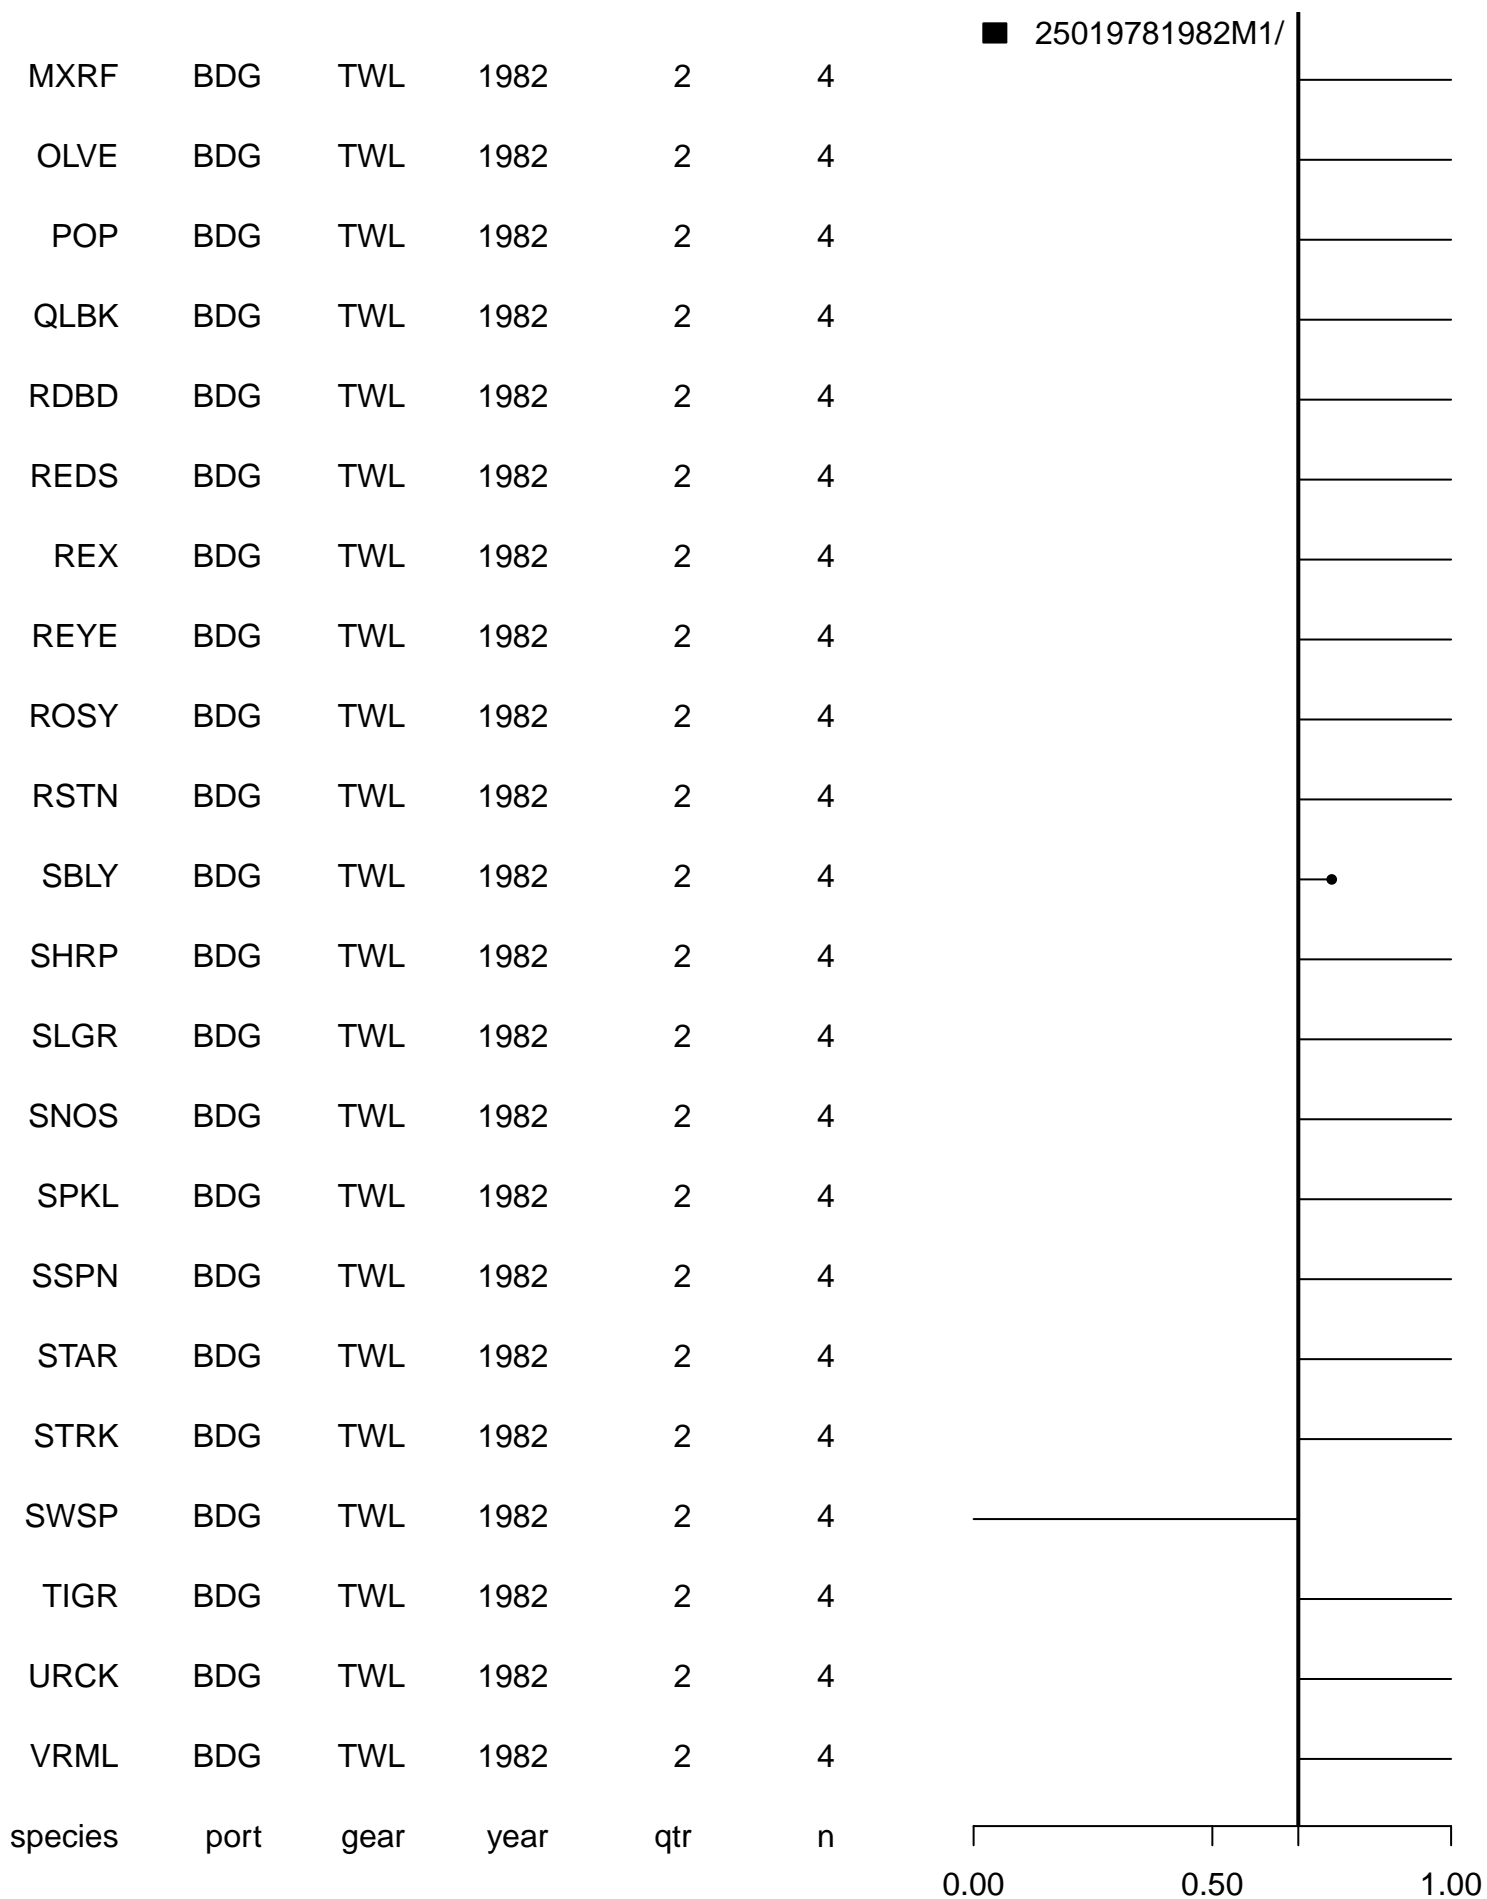 25019781982M1/
MXRF BDG TWL 1982 2 4
OLVE BDG TWL 1982 2 4
POP BDG TWL 1982 2 4
QLBK BDG TWL 1982 2 4
RDBD BDG TWL 1982 2 4
REDS BDG TWL 1982 2 4
REX BDG TWL 1982 2 4
REYE BDG TWL 1982 2 4
ROSY BDG TWL 1982 2 4
RSTN BDG TWL 1982 2 4
SBLY BDG TWL 1982 2 4
SHRP BDG TWL 1982 2 4
SLGR BDG TWL 1982 2 4
SNOS BDG TWL 1982 2 4
SPKL BDG TWL 1982 2 4
SSPN BDG TWL 1982 2 4
STAR BDG TWL 1982 2 4
STRK BDG TWL 1982 2 4
SWSP BDG TWL 1982 2 4
TIGR BDG TWL 1982 2 4
URCK BDG TWL 1982 2 4
VRML BDG TWL 1982 2 4
species port gear year qtr n
0.00 0.50 1.00